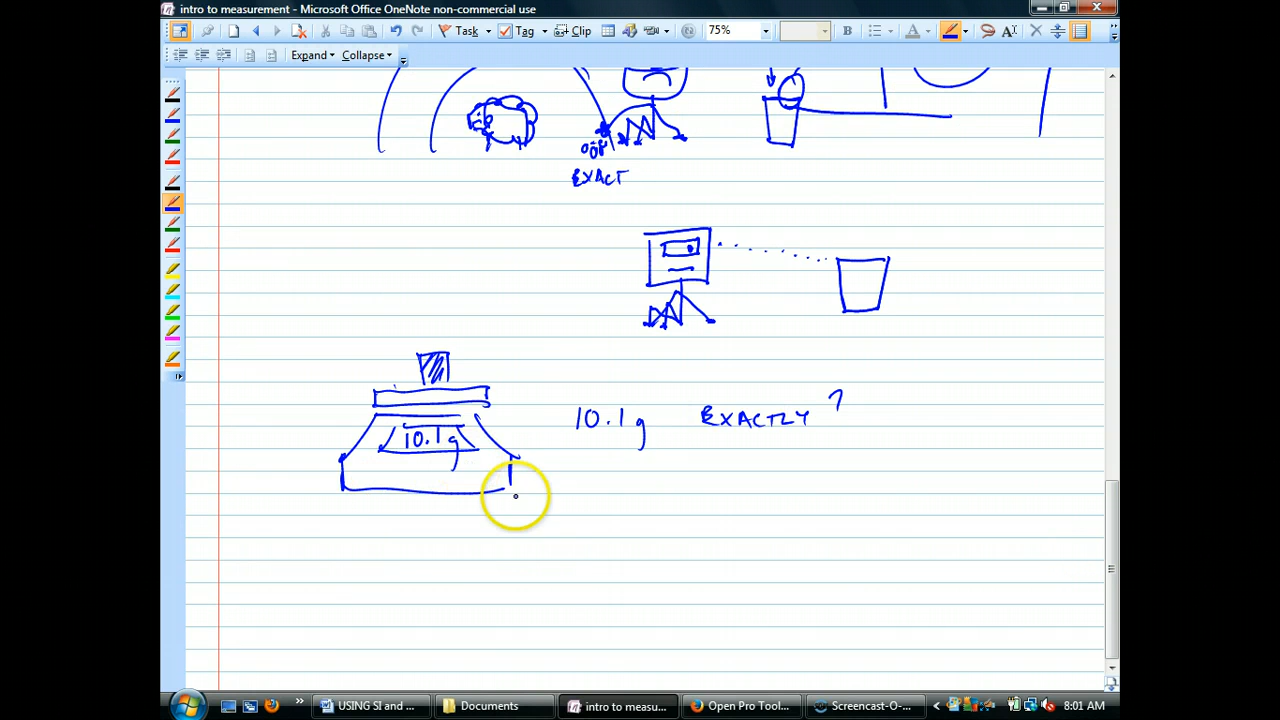 intro to measurement - Microsoft Office OneNote non-commercial use
Task Tag Clip 75% B A
Expand Collapse
EXACT
10.1g
10.1g EXACTLY ?
USING SI and ... Documents intro to measu... Open Pro Tool... Screencast-O-... 8:01 AM